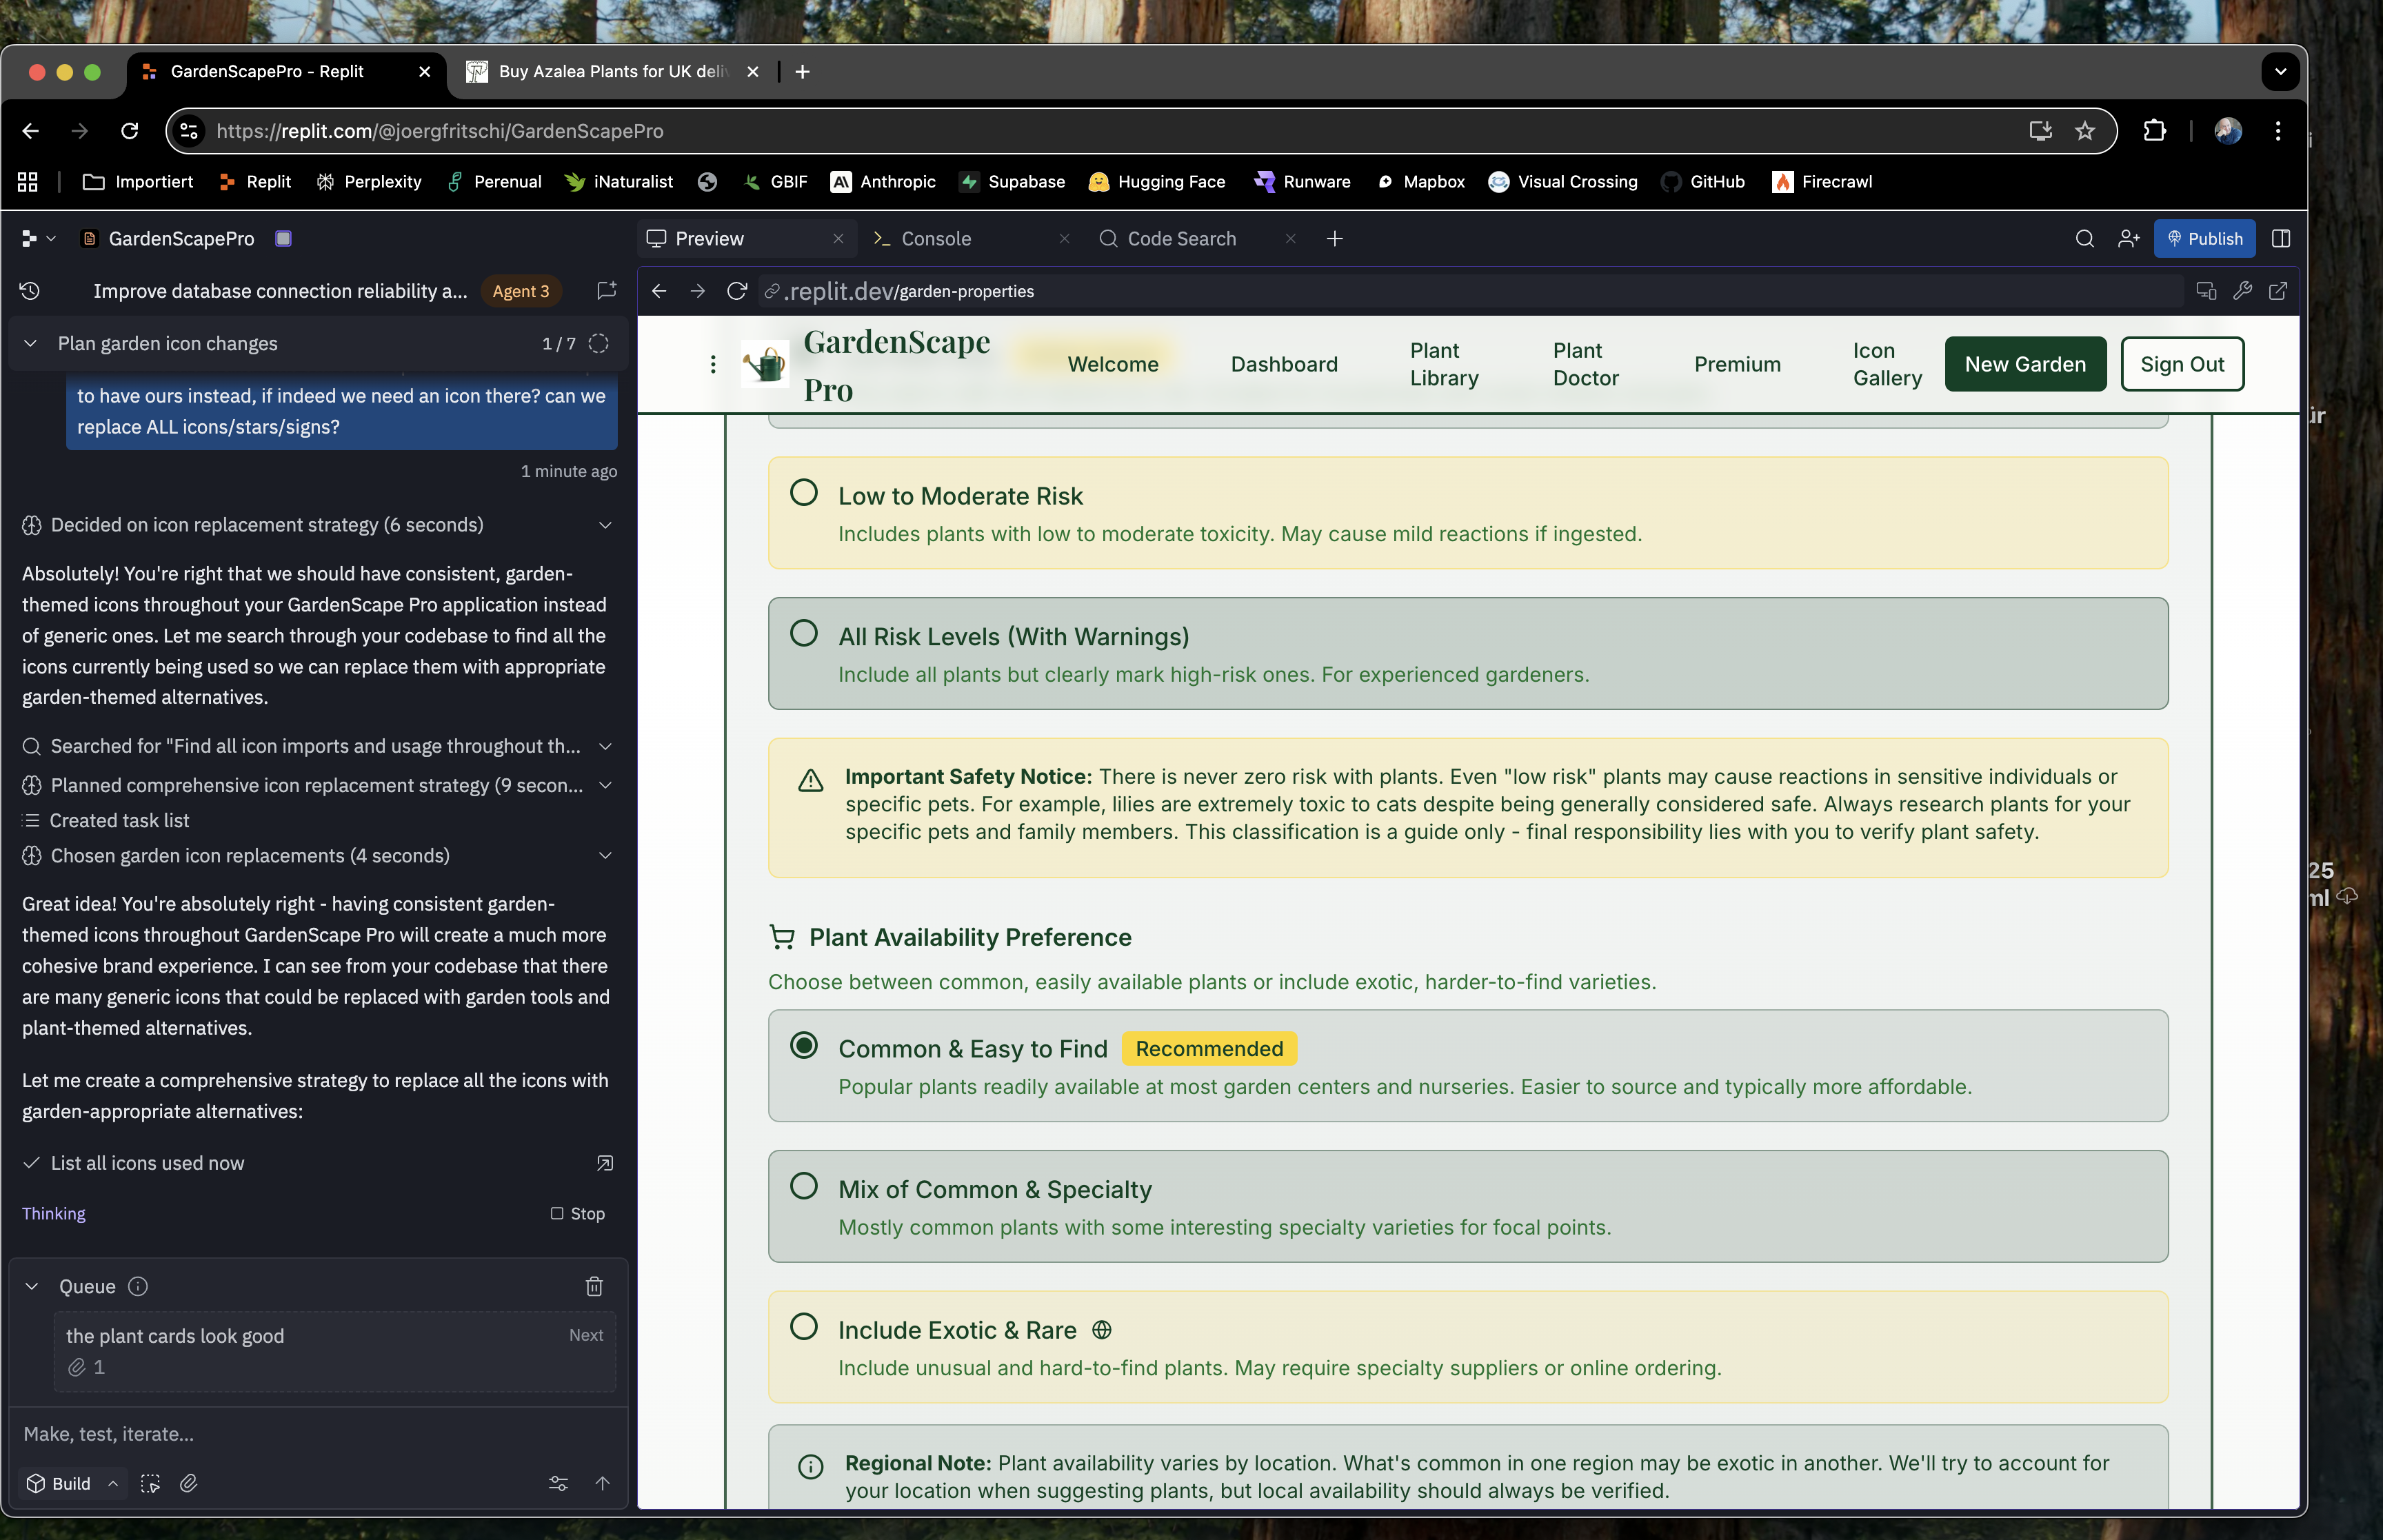 GardenScapePro - Replit
Buy Azalea Plants for UK deli
https://replit.com/@joergfritschi/GardenScapePro
Importiert
Replit
Perplexity
Perenual
iNaturalist
GBIF
Anthropic
Supabase
Hugging Face
Runware
Mapbox
Visual Crossing
GitHub
Firecrawl
GardenScapePro
Improve database connection reliability a...
Agent 3
Plan garden icon changes
1 / 7
to have ours instead, if indeed we need an icon there? can we
replace ALL icons/stars/signs?
1 minute ago
Decided on icon replacement strategy (6 seconds)
Absolutely! You're right that we should have consistent, garden-
themed icons throughout your GardenScape Pro application instead
of generic ones. Let me search through your codebase to find all the
icons currently being used so we can replace them with appropriate
garden-themed alternatives.
Searched for "Find all icon imports and usage throughout th...
Planned comprehensive icon replacement strategy (9 secon...
Created task list
Chosen garden icon replacements (4 seconds)
Great idea! You're absolutely right - having consistent garden-
themed icons throughout GardenScape Pro will create a much more
cohesive brand experience. I can see from your codebase that there
are many generic icons that could be replaced with garden tools and
plant-themed alternatives.
Let me create a comprehensive strategy to replace all the icons with
garden-appropriate alternatives:
List all icons used now
Thinking
Stop
Queue
the plant cards look good
Next
1
Make, test, iterate...
Build
Preview
Console
Code Search
Publish
.replit.dev/garden-properties
GardenScape
Pro
Welcome
Dashboard
Plant
Library
Plant
Doctor
Premium
Icon
Gallery
New Garden
Sign Out
Low to Moderate Risk
Includes plants with low to moderate toxicity. May cause mild reactions if ingested.
All Risk Levels (With Warnings)
Include all plants but clearly mark high-risk ones. For experienced gardeners.
Important Safety Notice: There is never zero risk with plants. Even "low risk" plants may cause reactions in sensitive individuals or
specific pets. For example, lilies are extremely toxic to cats despite being generally considered safe. Always research plants for your
specific pets and family members. This classification is a guide only - final responsibility lies with you to verify plant safety.
Plant Availability Preference
Choose between common, easily available plants or include exotic, harder-to-find varieties.
Common & Easy to Find
Recommended
Popular plants readily available at most garden centers and nurseries. Easier to source and typically more affordable.
Mix of Common & Specialty
Mostly common plants with some interesting specialty varieties for focal points.
Include Exotic & Rare
Include unusual and hard-to-find plants. May require specialty suppliers or online ordering.
Regional Note: Plant availability varies by location. What's common in one region may be exotic in another. We'll try to account for
your location when suggesting plants, but local availability should always be verified.
25
ml